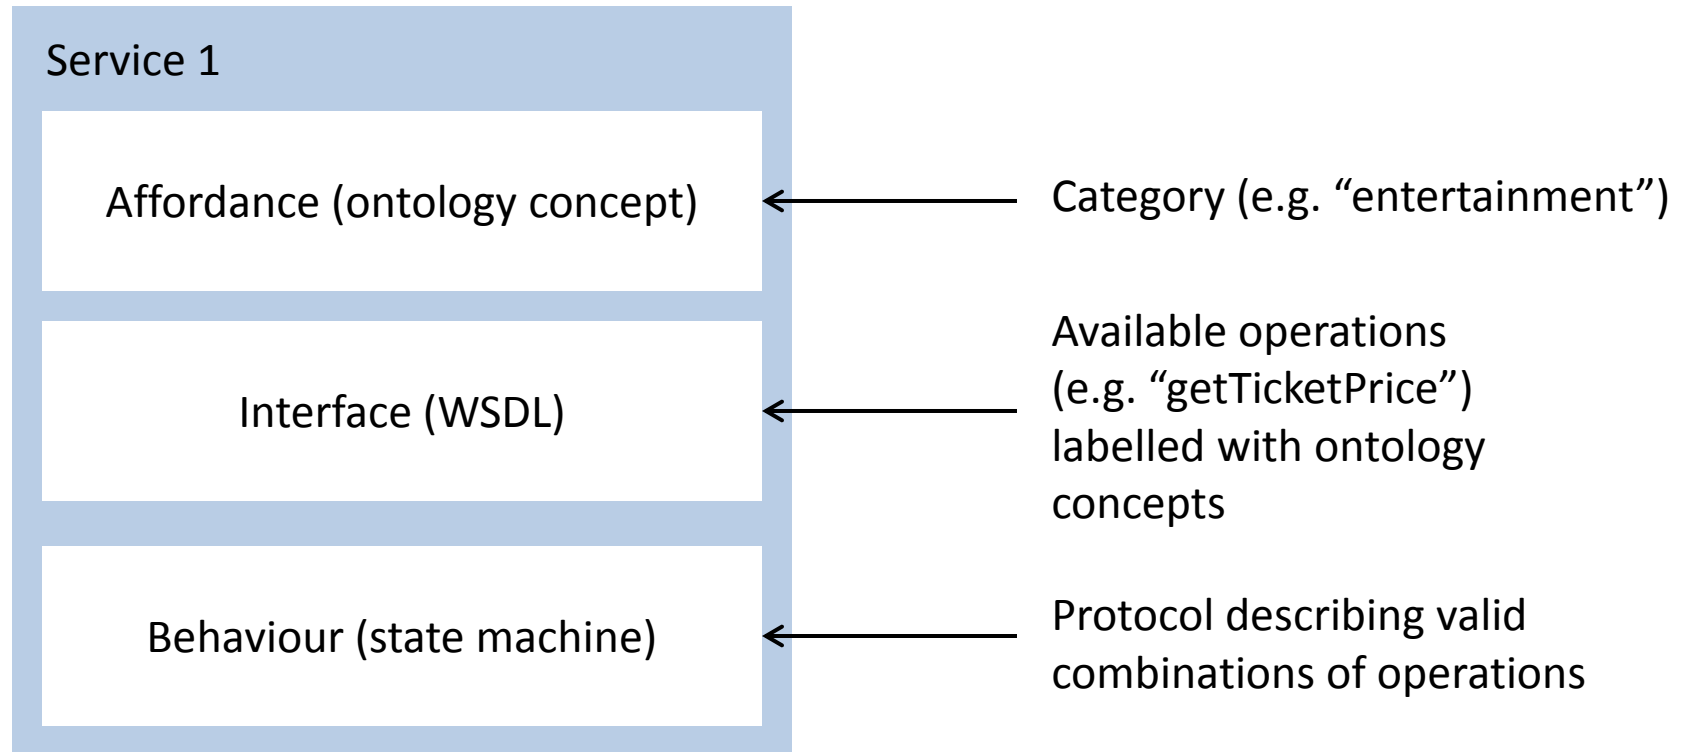 Service 1
Affordance (ontology concept)
Category (e.g. “entertainment”)
Interface (WSDL)
Available operations
(e.g. “getTicketPrice”)
labelled with ontology
concepts
Behaviour (state machine)
Protocol describing valid
combinations of operations